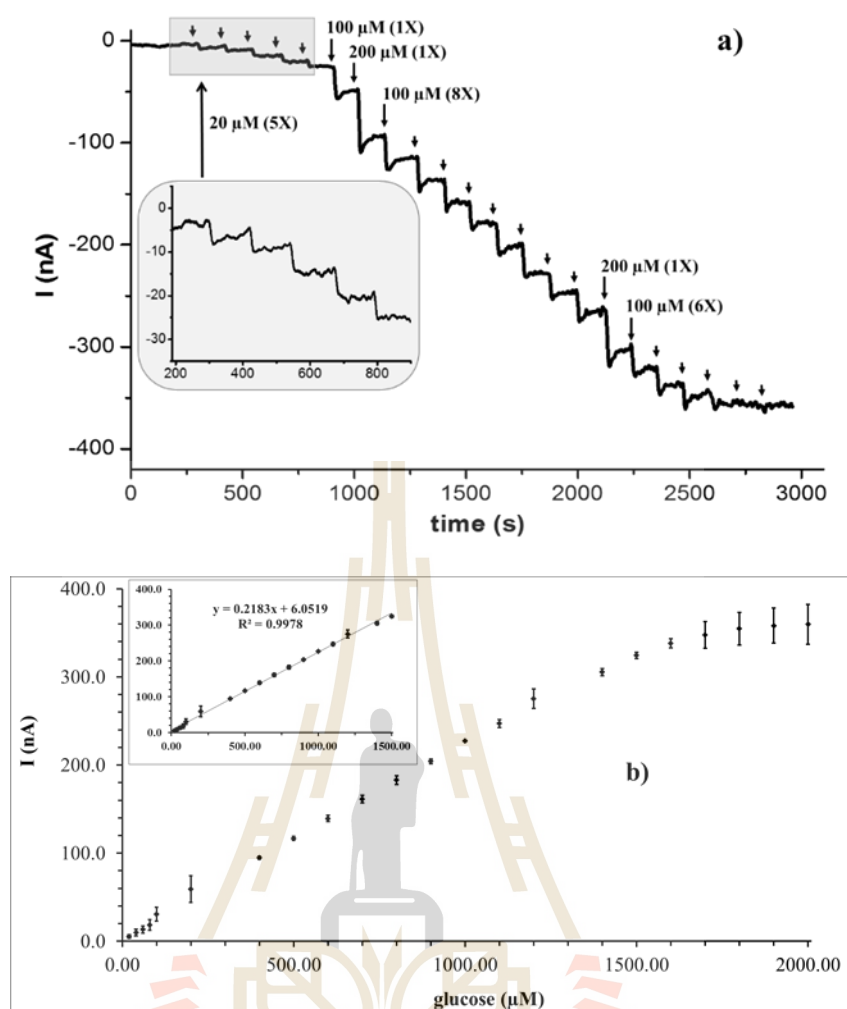 a)
100 µM (1X)
200 µM (1X)
100 µM (8X)
20 µM (5X)
200 µM (1X)
100 µM (6X)
0
-100
-200
-300
-400
I (nA)
0
-10
-20
-30
200 400 600 800
0 500 1000 1500 2000 2500 3000
time (s)
400.0
300.0
200.0
100.0
0.0
I (nA)
400.0
300.0
200.0
100.0
0.0
y = 0.2183x + 6.0519
R² = 0.9978
0.00 500.00 1000.00 1500.00
b)
0.00 500.00 1000.00 1500.00 2000.00
glucose (µM)